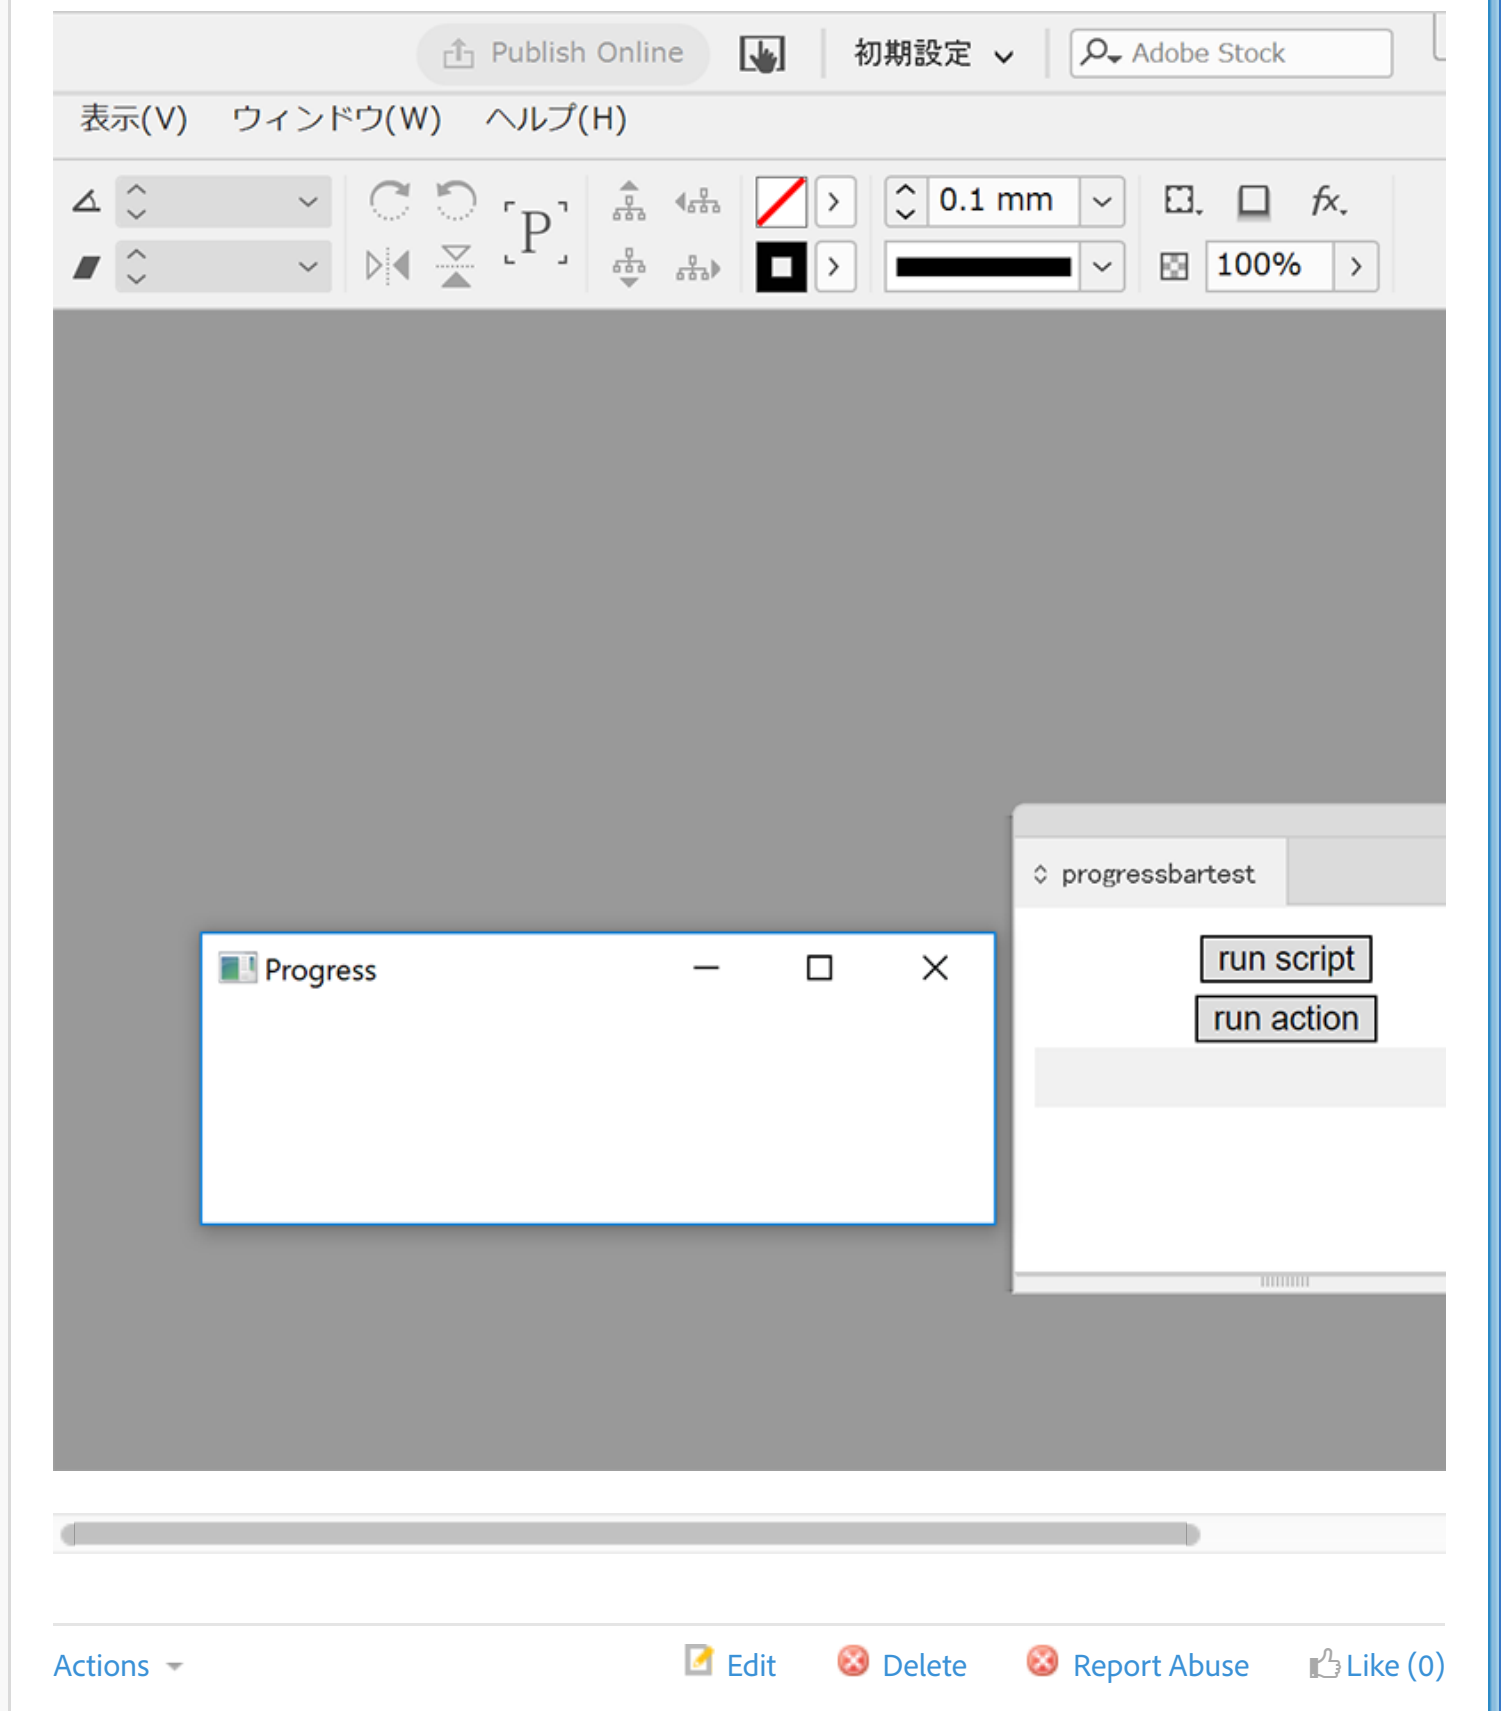 Publish Online 初期設定 Adobe Stock
表示(V) ウィンドウ(W) ヘルプ(H)
0.1 mm fx.
P
100%
progressbartest
Progress
run script
run action
Actions Edit Delete Report Abuse Like (0)